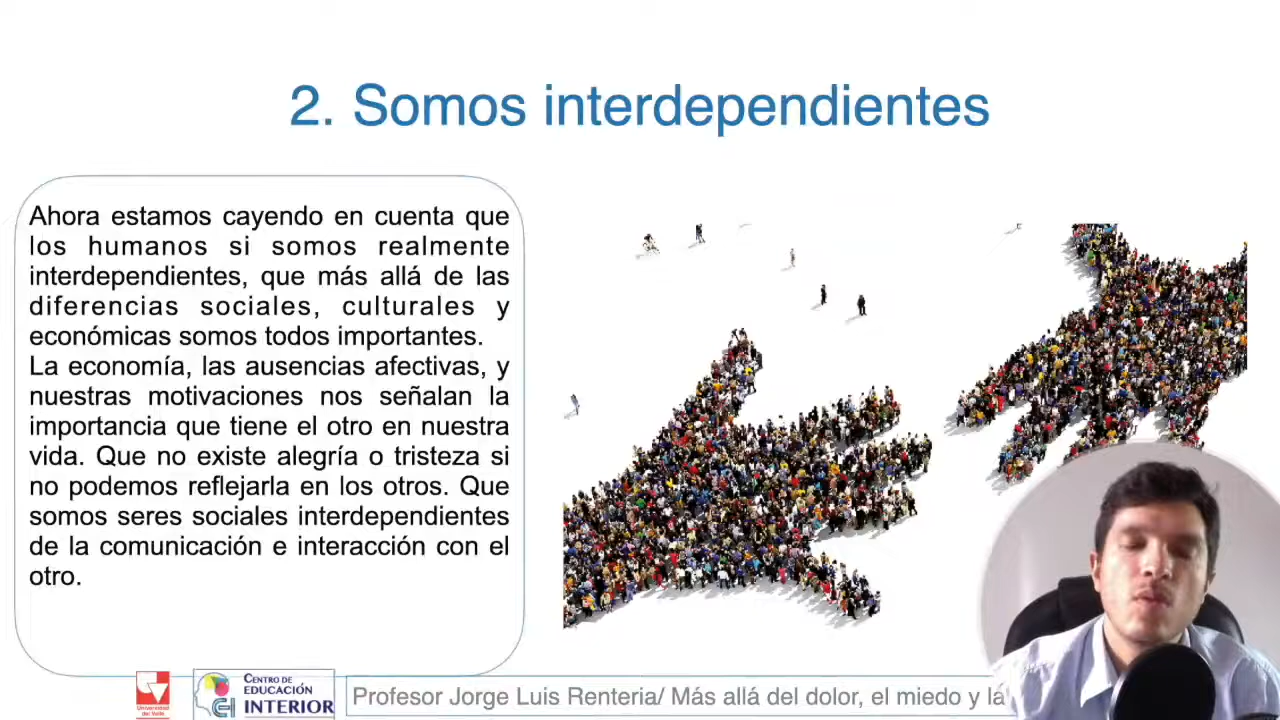 2. Somos interdependientes
Ahora estamos cayendo en cuenta que
los humanos si somos realmente
interdependientes, que más allá de las
diferencias sociales, culturales y
económicas somos todos importantes.
La economía, las ausencias afectivas, y
nuestras motivaciones nos señalan la
importancia que tiene el otro en nuestra
vida. Que no existe alegría o tristeza si
no podemos reflejarla en los otros. Que
somos seres sociales interdependientes
de la comunicación e interacción con el
otro.
Universidad
del Valle
CENTRO DE
EDUCACIÓN
INTERIOR
Profesor Jorge Luis Renteria/ Más allá del dolor, el miedo y la